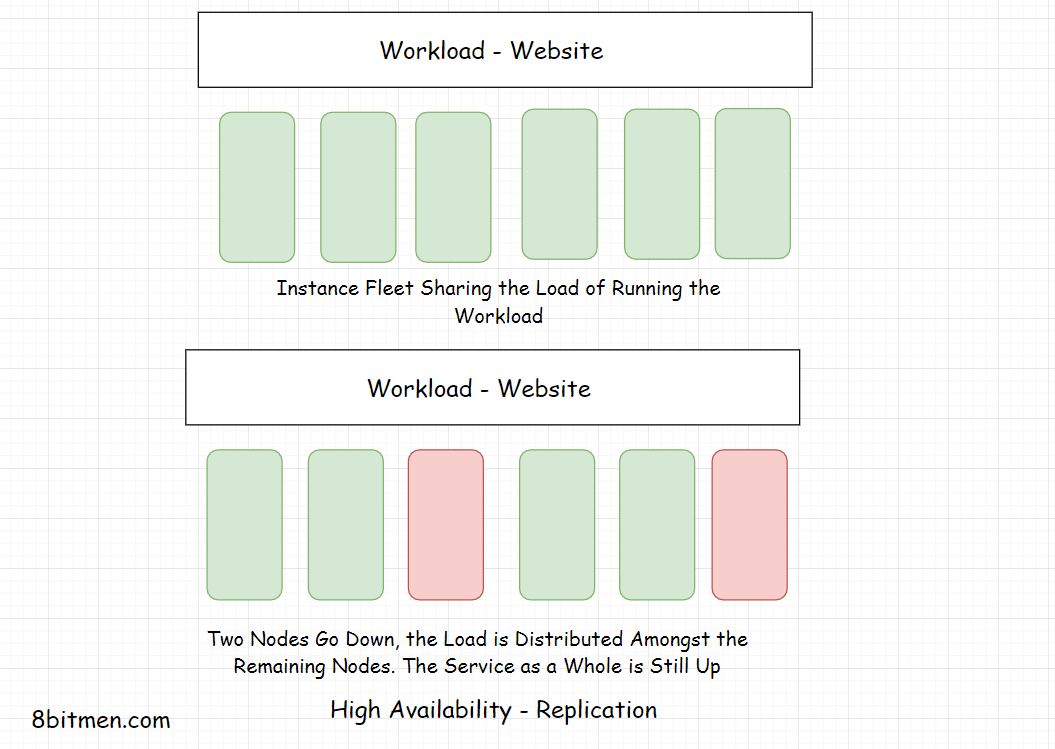 Workload - Website
Instance Fleet Sharing the Load of Running the
Workload
Workload - Website
Two Nodes Go Down, the Load is Distributed Amongst the
Remaining Nodes. The Service as a Whole is Still Up
High Availability - Replication
8bitmen.com